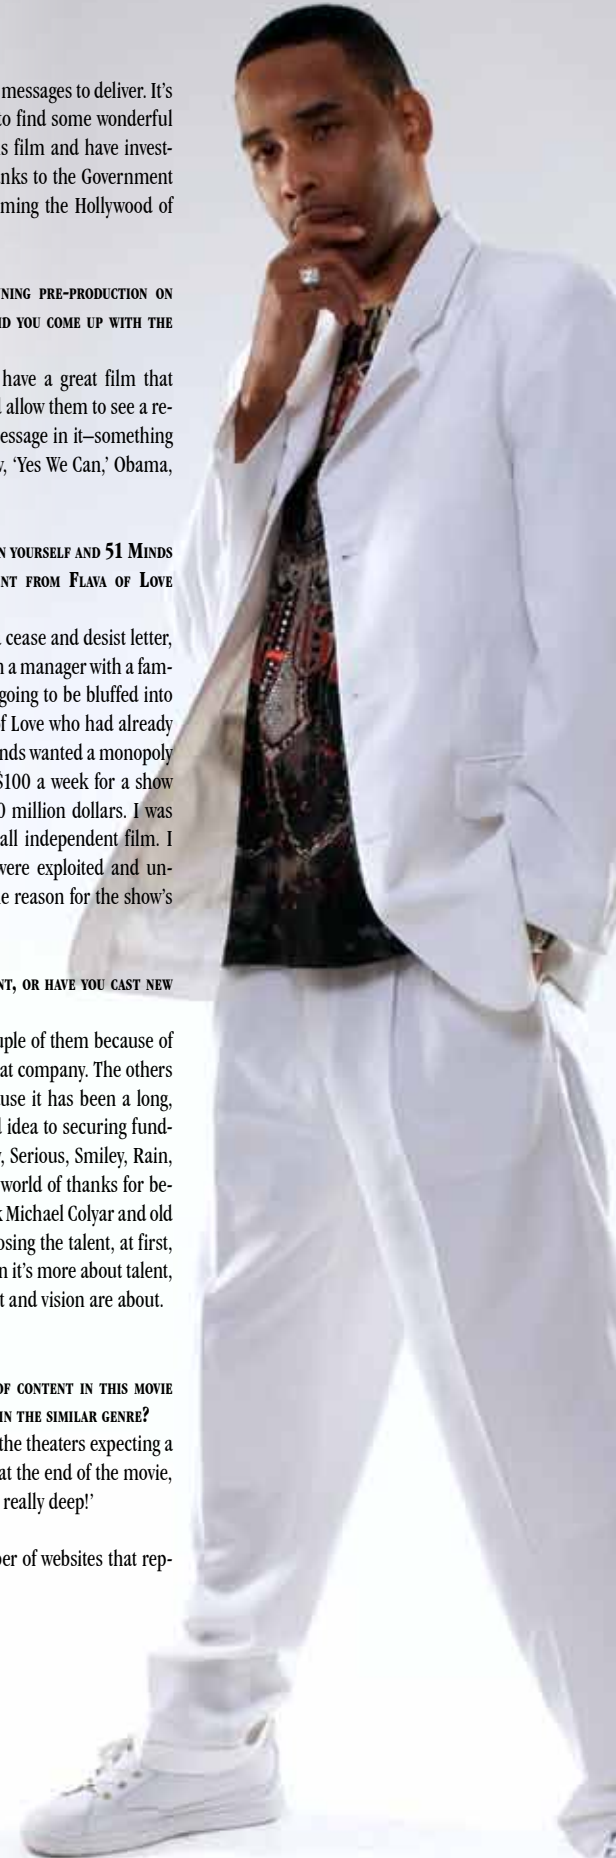 messages to deliver. It's
to find some wonderful
s film and have invest-
nks to the Government
ming the Hollywood of
NING PRE-PRODUCTION ON
ID YOU COME UP WITH THE
have a great film that
allow them to see a re-
essage in it–something
, 'Yes We Can,' Obama,
N YOURSELF AND 51 MINDS
NT FROM FLAVA OF LOVE
cease and desist letter,
n a manager with a fam-
going to be bluffed into
of Love who had already
nds wanted a monopoly
$100 a week for a show
0 million dollars. I was
all independent film. I
were exploited and un-
e reason for the show's
NT, OR HAVE YOU CAST NEW
uple of them because of
at company. The others
use it has been a long,
idea to securing fund-
, Serious, Smiley, Rain,
world of thanks for be-
k Michael Colyar and old
osing the talent, at first,
n it's more about talent,
t and vision are about.
OF CONTENT IN THIS MOVIE
IN THE SIMILAR GENRE?
the theaters expecting a
at the end of the movie,
really deep!'
ber of websites that rep-